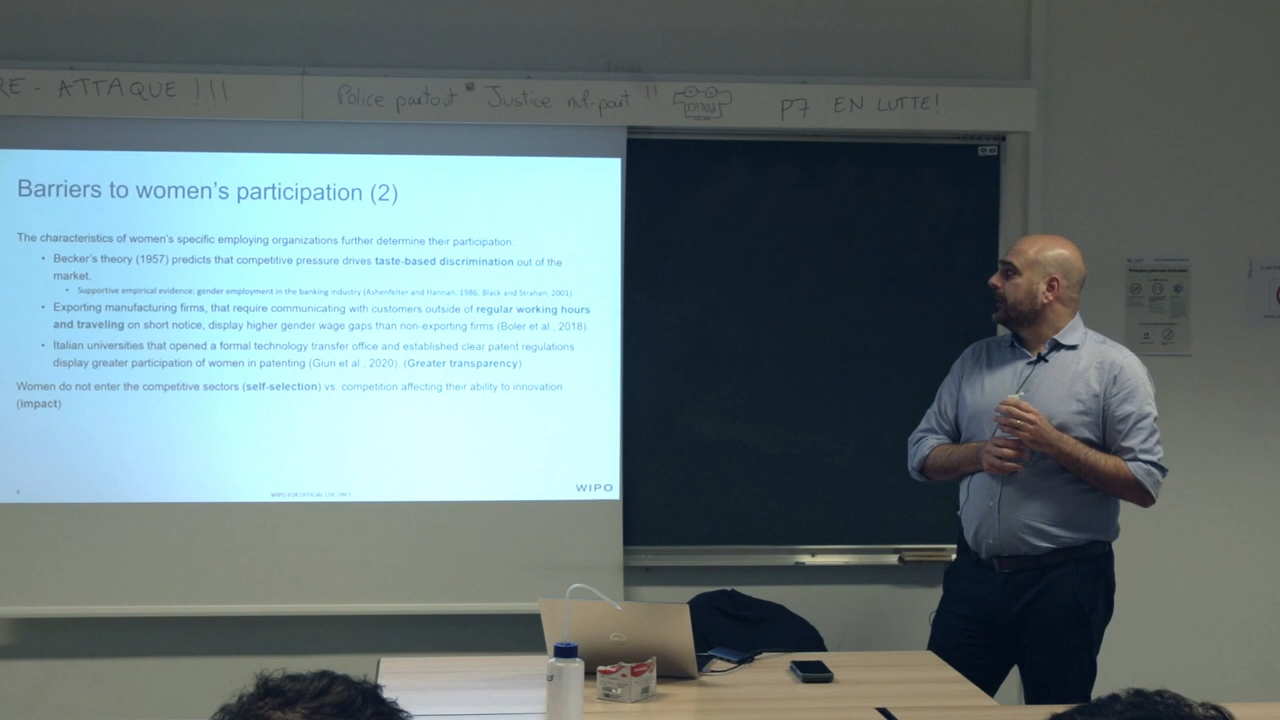 RE - ATTAQUE !!!
Police partout Justice nul-part !!
P7 EN LUTTE!
Barriers to women's participation (2)
The characteristics of women's specific employing organizations further determine their participation.
• Becker's theory (1957) predicts that competitive pressure drives taste-based discrimination out of the
market.
• Supportive empirical evidence: gender employment in the banking industry (Ashenfelter and Hannan, 1986, Black and Strahan, 2001).
• Exporting manufacturing firms, that require communicating with customers outside of regular working hours
and traveling on short notice, display higher gender wage gaps than non-exporting firms (Boler et al., 2018)
• Italian universities that opened a formal technology transfer office and established clear patent regulations
display greater participation of women in patenting (Giuri et al., 2020). (Greater transparency)
Women do not enter the competitive sectors (self-selection) vs. competition affecting their ability to innovation
(impact)
WIPO FOR OFFICIAL USE ONLY
WIPO